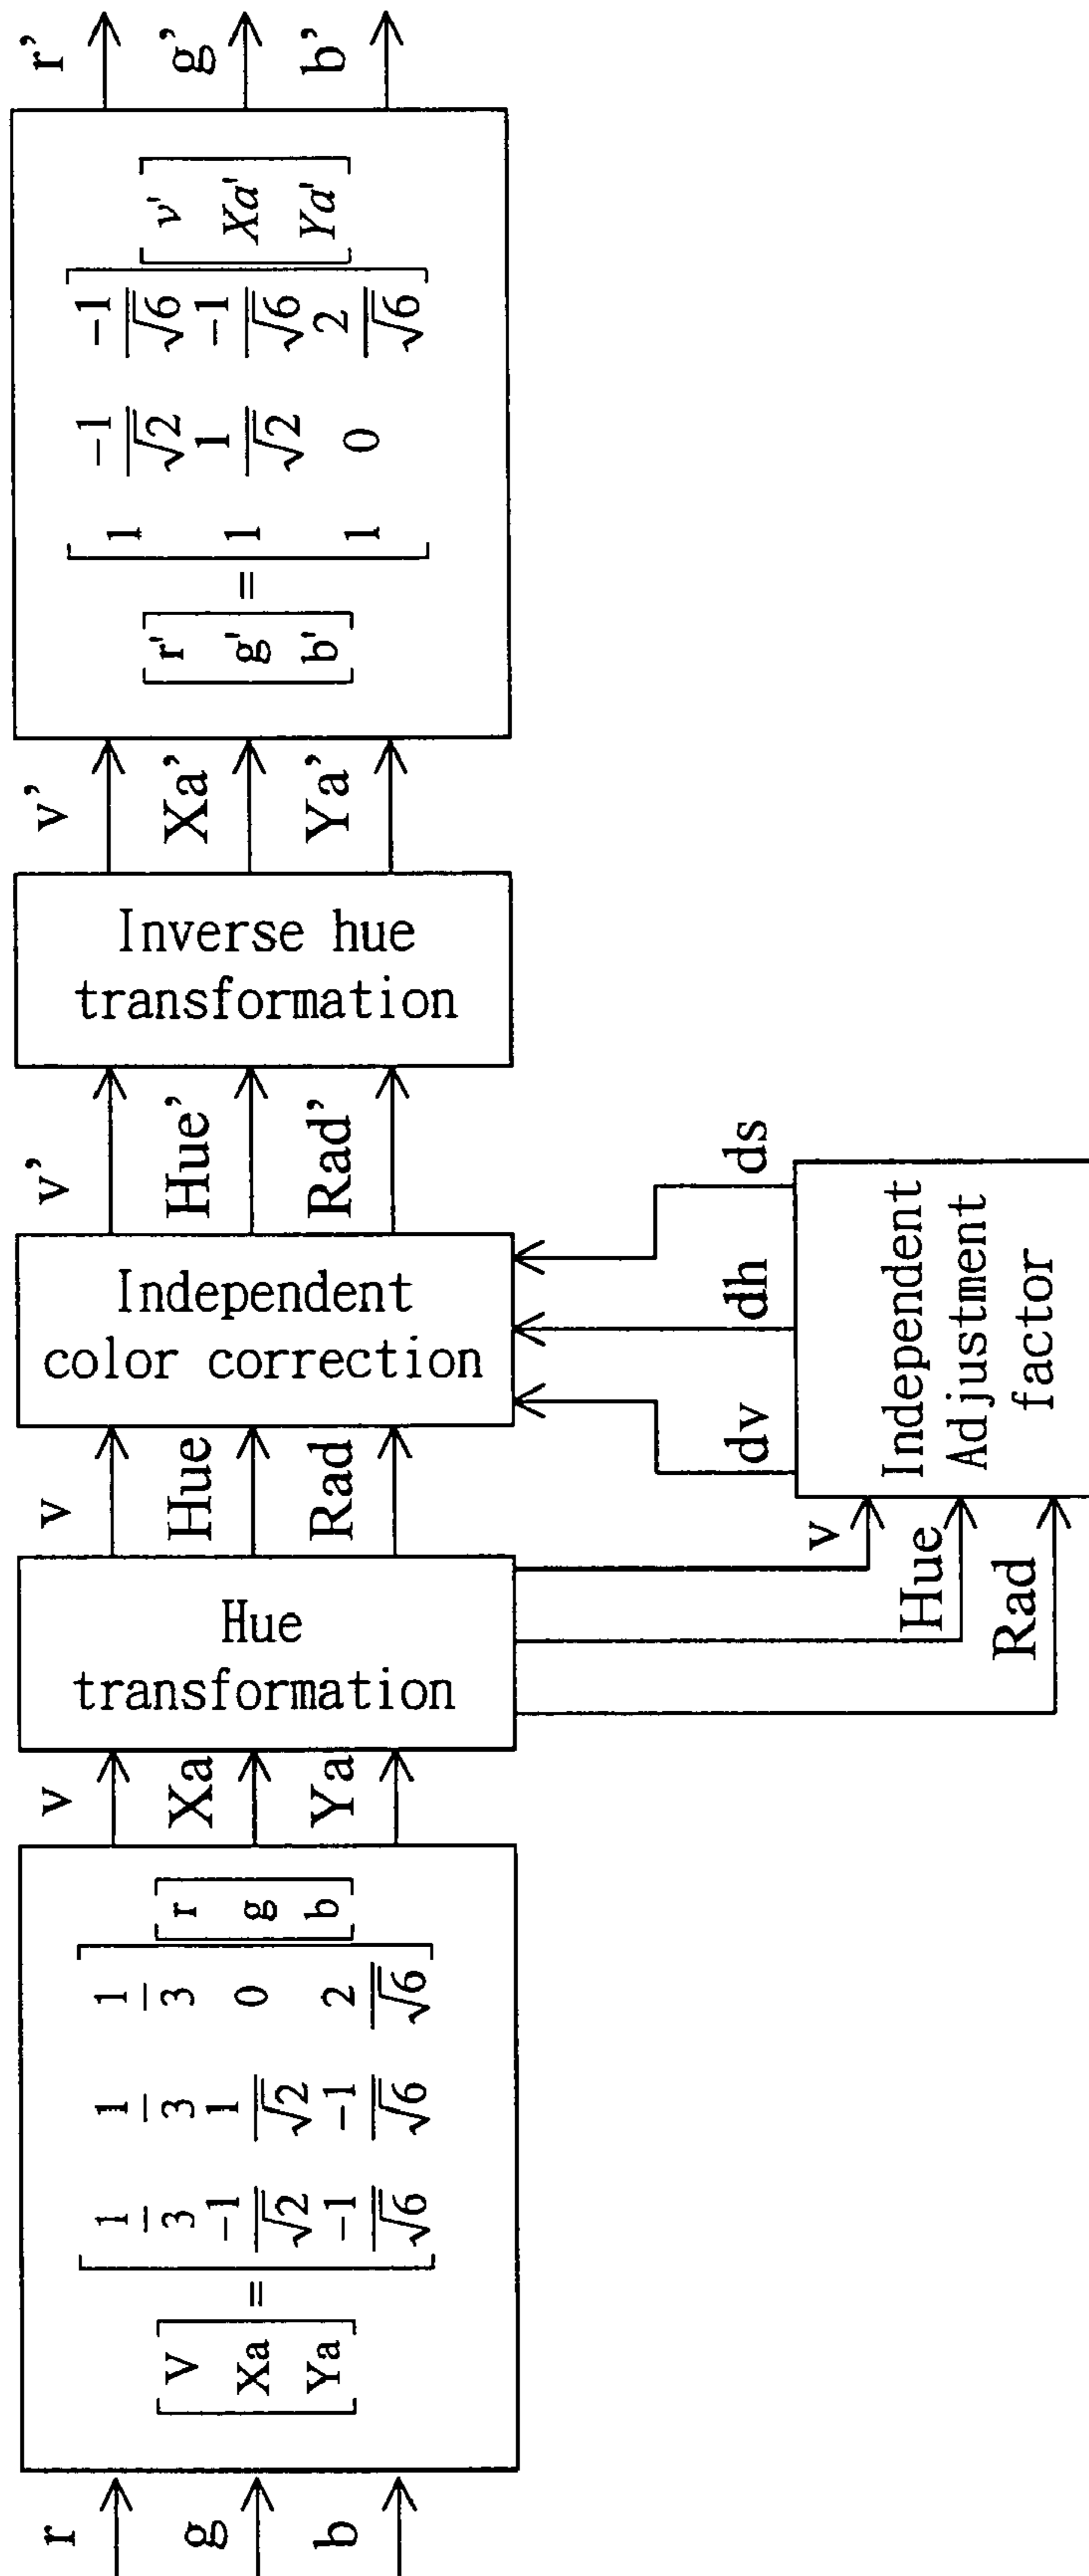 r
g
b
[V Xa Ya] = [1/3 1/3 1/3; -1/√2 1/√2 0; -1/√6 -1/√6 2/√6] [r g b]
v
Xa
Ya
Hue
transformation
v
Hue
Rad
v
Hue
Rad
Independent
color correction
dv
dh
ds
Independent
Adjustment
factor
v'
Hue'
Rad'
Inverse hue
transformation
v'
Xa'
Ya'
[r' g' b'] = [1 -1/√2 -1/√6; 1 1/√2 -1/√6; 1 0 2/√6] [v' Xa' Ya']
r'
g'
b'